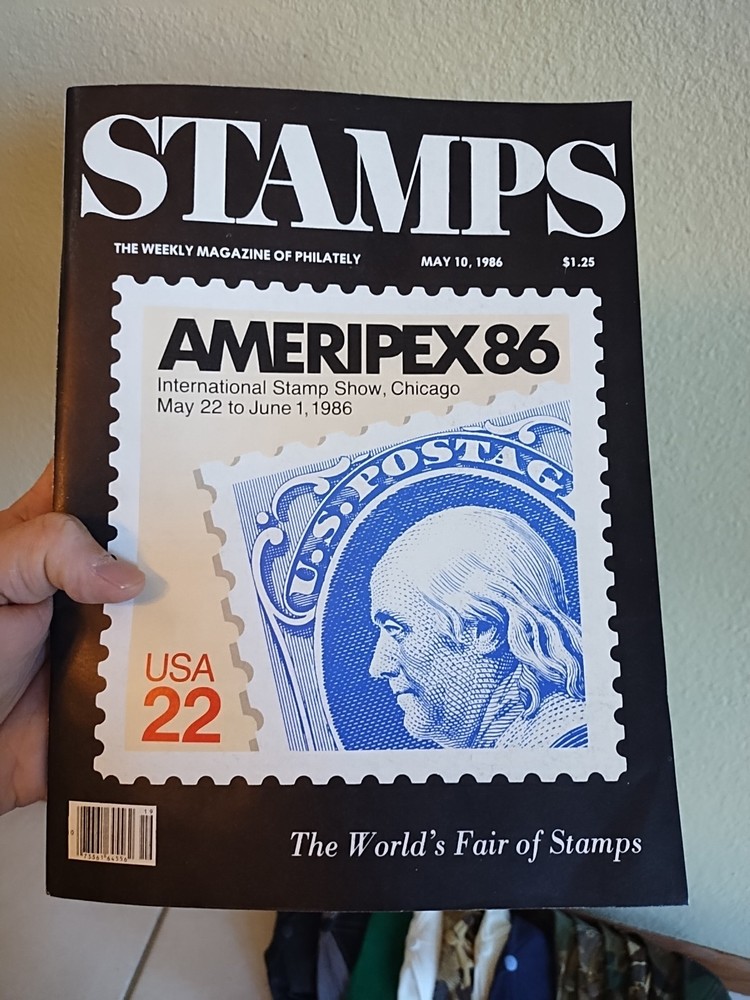 STAMPS
THE WEEKLY MAGAZINE OF PHILATELY MAY 10, 1986 $1.25
AMERIPEX 86
International Stamp Show, Chicago
May 22 to June 1, 1986
U.S. POSTAG
USA
22
19
The World's Fair of Stamps